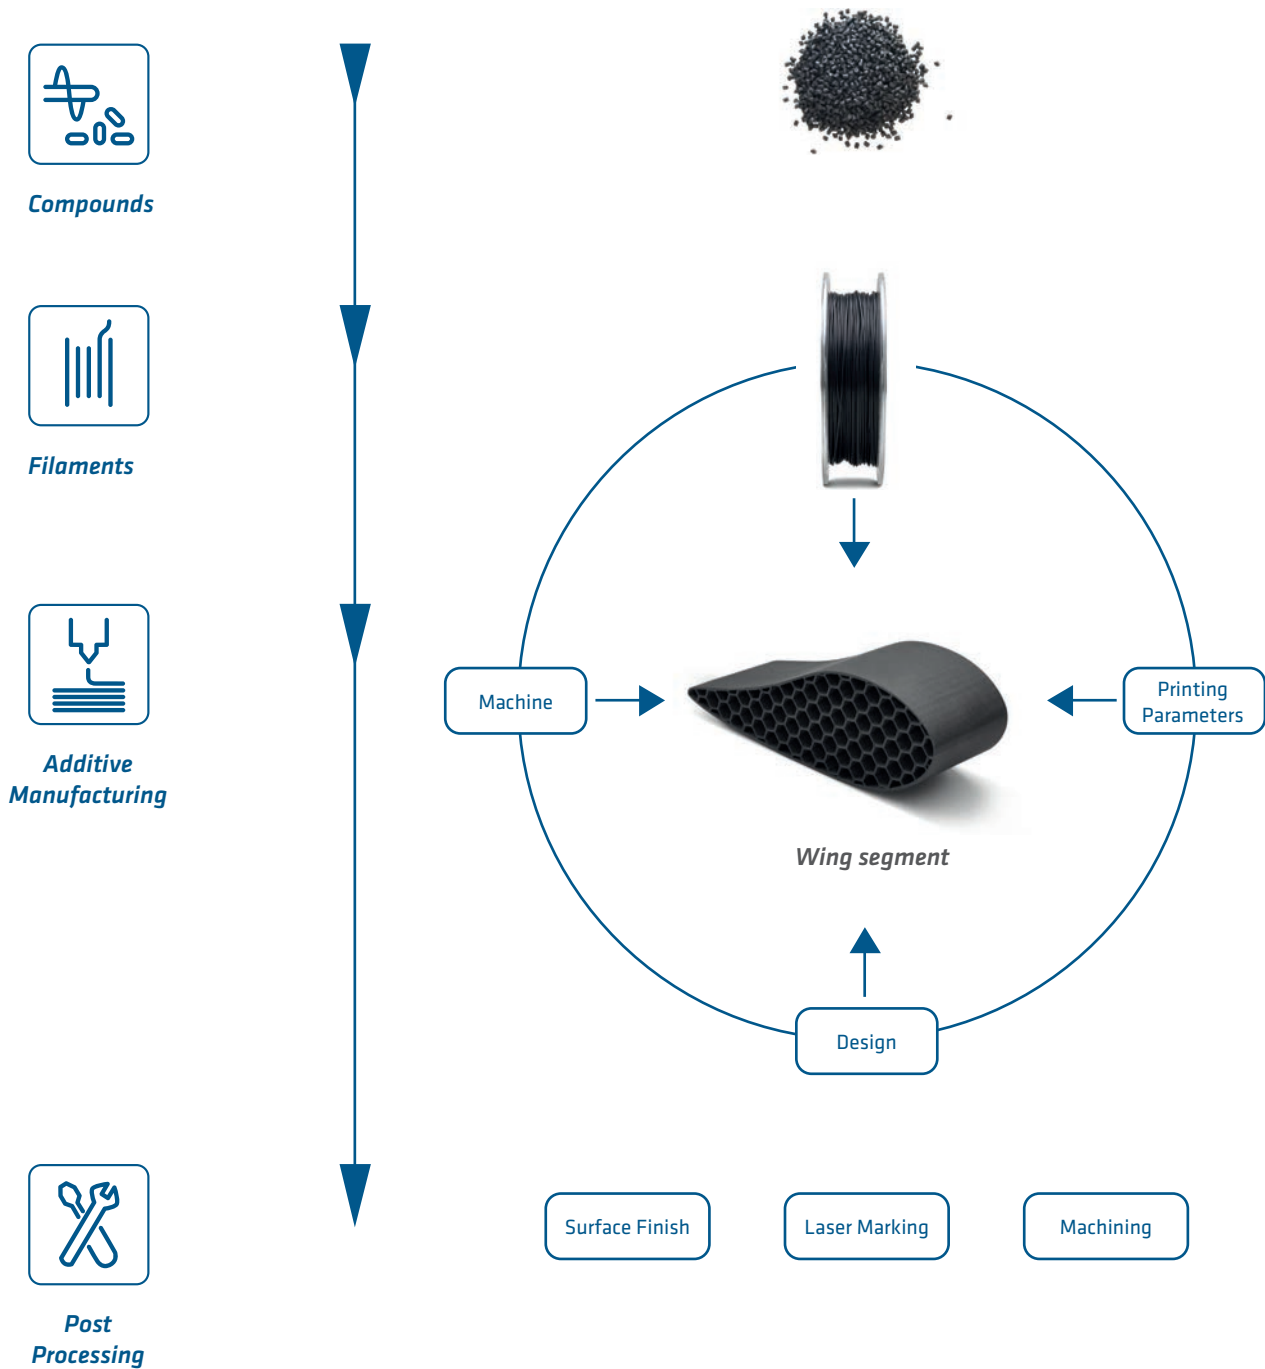 Compounds
Filaments
Additive
Manufacturing
Machine
Printing
Parameters
Wing segment
Design
Surface Finish
Laser Marking
Machining
Post
Processing